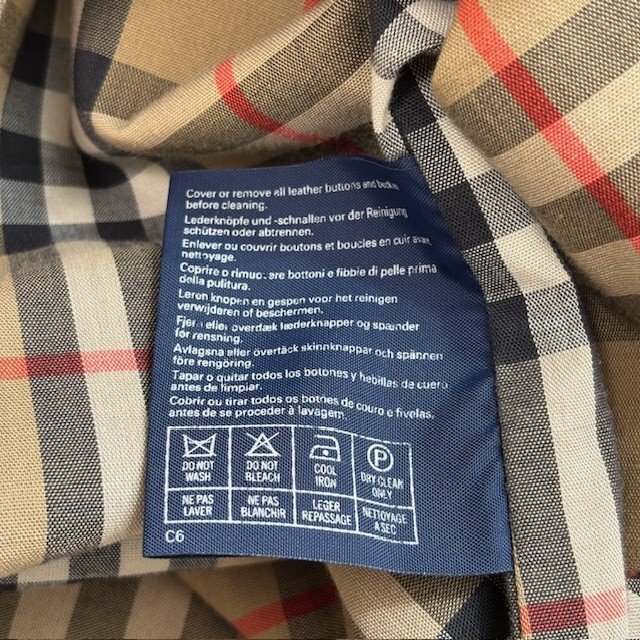 Cover or remove all leather buttons and
before cleaning.
Lederknöpfe und -schnallen vor der Reinigung
schützen oder abtrennen.
Enlever ou couvrir boutons et boucles en cuir avan
nettoyage.
Coprire o rimuovere bottoni e fibbie di pelle prima
della pulitura.
Leren knopen en gespen voor het reinigen
verwijderen of beschermen.
Fjern eller overdæk læderknapper og spænder
før rensning.
Avlägsna eller övertäck skinnknappar och spännen
före rengöring.
Tapar o quitar todos los botones y hebillas de cuero
antes de limpiar.
Cobrir ou tirar todos os botões de couro e fivelas,
antes de se proceder à lavagem.
DO NOT WASH
DO NOT BLEACH
COOL IRON
P
DRY CLEAN ONLY
NE PAS LAVER
NE PAS BLANCHIR
LEGER REPASSAGE
NETTOYAGE A SEC
C6